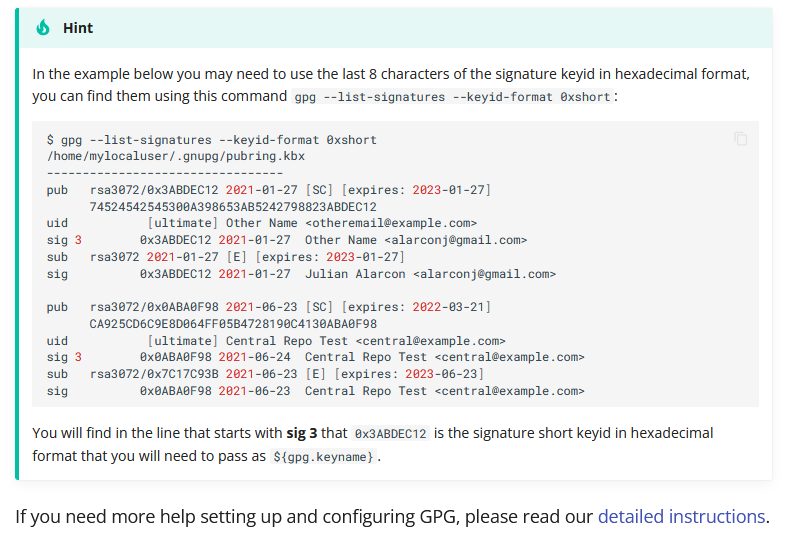 Hint
In the example below you may need to use the last 8 characters of the signature keyid in hexadecimal format,
you can find them using this command gpg --list-signatures --keyid-format 0xshort :
$ gpg --list-signatures --keyid-format 0xshort
/home/mylocaluser/.gnupg/pubring.kbx
---------------------------------
pub   rsa3072/0x3ABDEC12 2021-01-27 [SC] [expires: 2023-01-27]
      74524542545300A398653AB5242798823ABDEC12
uid           [ultimate] Other Name <otheremail@example.com>
sig 3        0x3ABDEC12 2021-01-27  Other Name <alarconj@gmail.com>
sub   rsa3072 2021-01-27 [E] [expires: 2023-01-27]
sig          0x3ABDEC12 2021-01-27  Julian Alarcon <alarconj@gmail.com>
pub   rsa3072/0x0ABA0F98 2021-06-23 [SC] [expires: 2022-03-21]
      CA925CD6C9E8D064FF05B4728190C4130ABA0F98
uid           [ultimate] Central Repo Test <central@example.com>
sig 3        0x0ABA0F98 2021-06-24  Central Repo Test <central@example.com>
sub   rsa3072/0x7C17C93B 2021-06-23 [E] [expires: 2023-06-23]
sig          0x0ABA0F98 2021-06-23  Central Repo Test <central@example.com>
You will find in the line that starts with sig 3 that 0x3ABDEC12 is the signature short keyid in hexadecimal
format that you will need to pass as ${gpg.keyname} .
If you need more help setting up and configuring GPG, please read our detailed instructions.